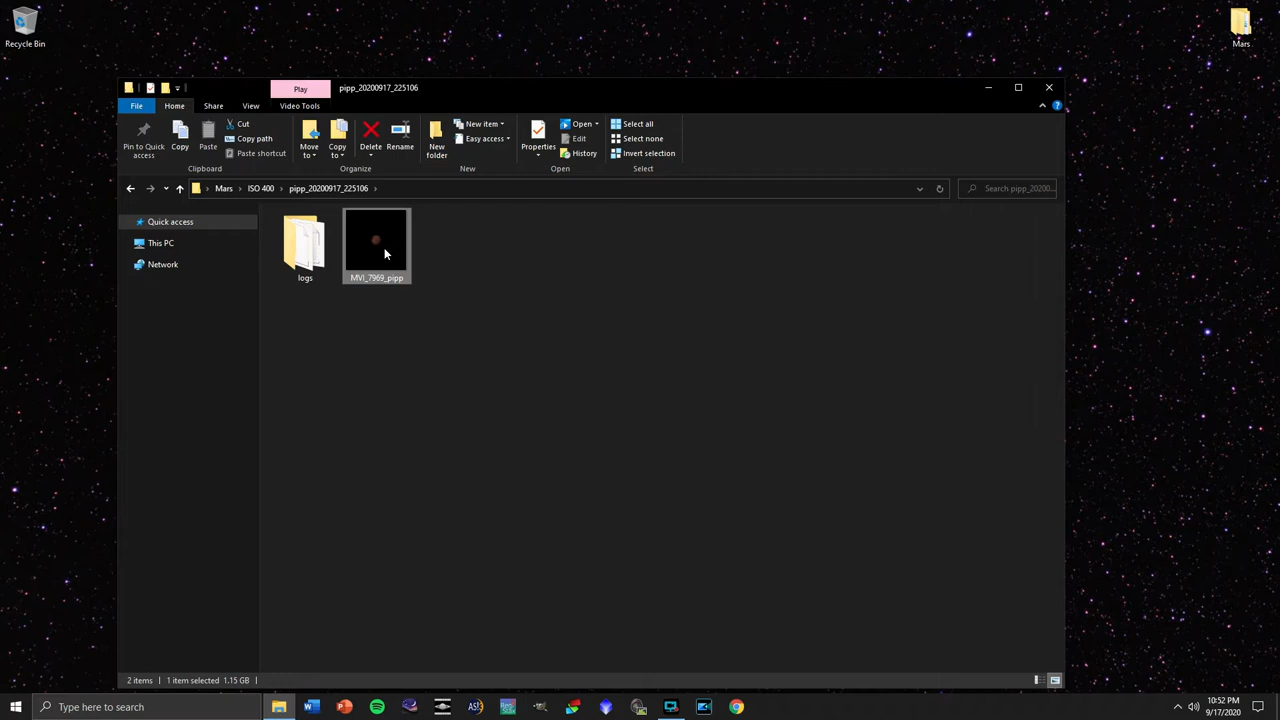 Recycle Bin
Mars
Play
pipp_20200917_225106
File
Home
Share
View
Video Tools
Pin to Quick access
Copy
Paste
Cut
Copy path
Paste shortcut
Clipboard
Move to
Copy to
Delete
Rename
Organize
New folder
New item
Easy access
New
Properties
Open
Edit
History
Open
Select all
Select none
Invert selection
Select
Mars
ISO 400
pipp_20200917_225106
Search pipp_20200...
Quick access
This PC
Network
logs
MVI_7969_pipp
2 items
1 item selected 1.15 GB
Type here to search
10:52 PM
9/17/2020